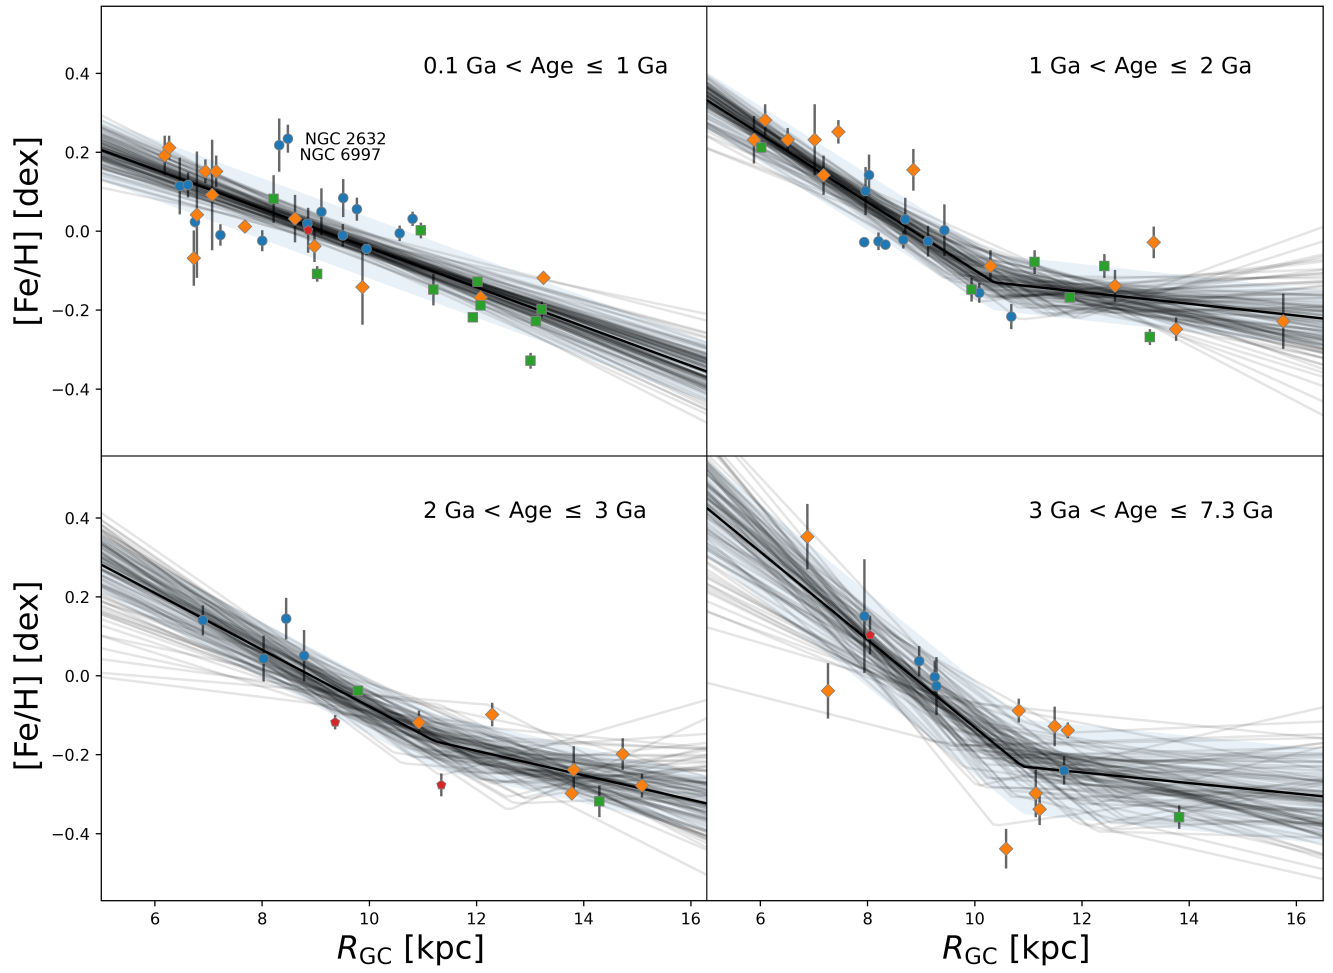 0.1 Ga < Age ≤ 1 Ga
1 Ga < Age ≤ 2 Ga
[Fe/H] [dex]
0.4
0.2
0.0
−0.2
−0.4
NGC 2632
NGC 6997
2 Ga < Age ≤ 3 Ga
3 Ga < Age ≤ 7.3 Ga
[Fe/H] [dex]
0.4
0.2
0.0
−0.2
−0.4
6 8 10 12 14 16
6 8 10 12 14 16
R_GC [kpc]
R_GC [kpc]